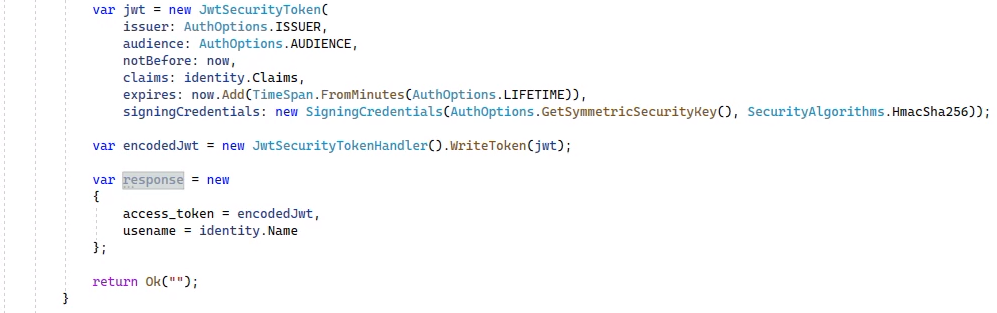 var jwt = new JwtSecurityToken(
issuer: AuthOptions.ISSUER,
audience: AuthOptions.AUDIENCE,
notBefore: now,
claims: identity.Claims,
expires: now.Add(TimeSpan.FromMinutes(AuthOptions.LIFETIME)),
signingCredentials: new SigningCredentials(AuthOptions.GetSymmetricSecurityKey(), SecurityAlgorithms.HmacSha256));
var encodedJwt = new JwtSecurityTokenHandler().WriteToken(jwt);
var response = new
{
access_token = encodedJwt,
usename = identity.Name
};
return Ok("");
}